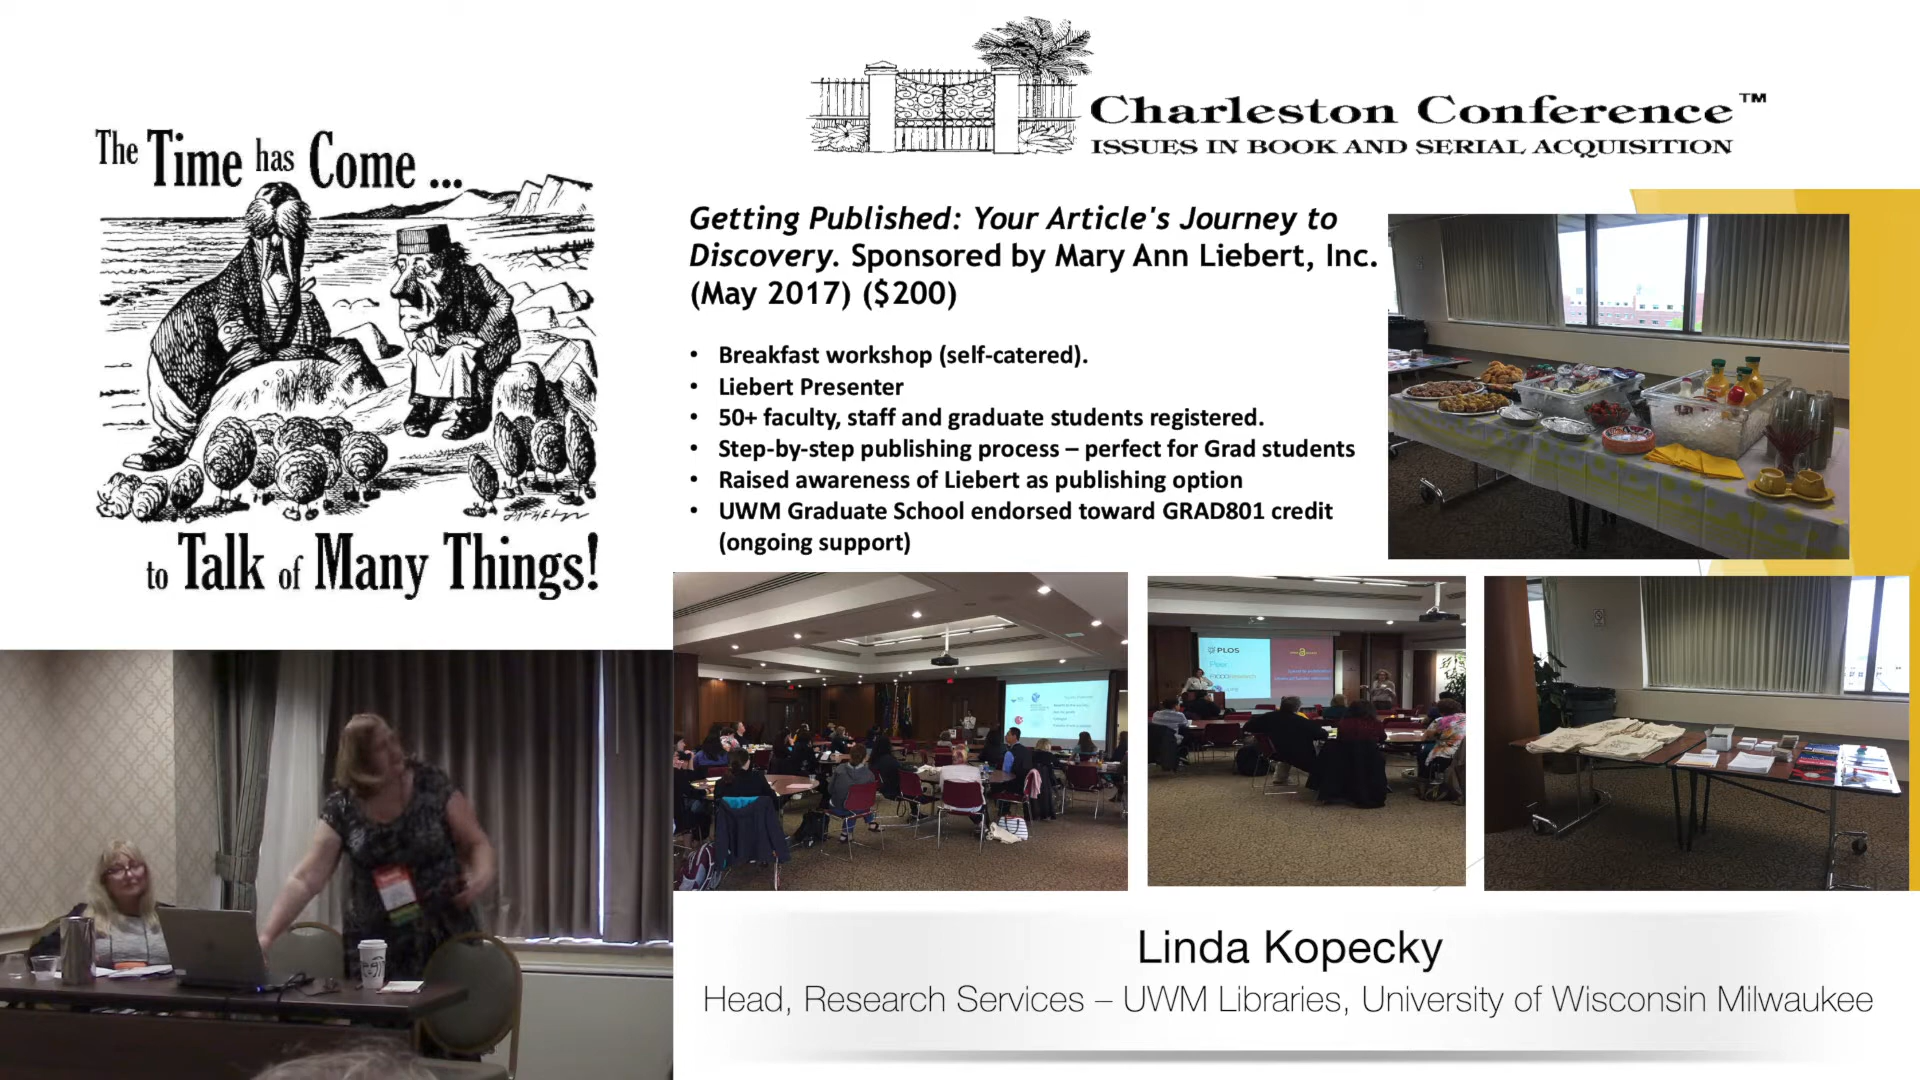 The Time has Come ...
to Talk of Many Things!
Charleston Conference™
ISSUES IN BOOK AND SERIAL ACQUISITION
Getting Published: Your Article's Journey to
Discovery. Sponsored by Mary Ann Liebert, Inc.
(May 2017) ($200)
• Breakfast workshop (self-catered).
• Liebert Presenter
• 50+ faculty, staff and graduate students registered.
• Step-by-step publishing process – perfect for Grad students
• Raised awareness of Liebert as publishing option
• UWM Graduate School endorsed toward GRAD801 credit
(ongoing support)
PLOS
Peer
Linda Kopecky
Head, Research Services – UWM Libraries, University of Wisconsin Milwaukee